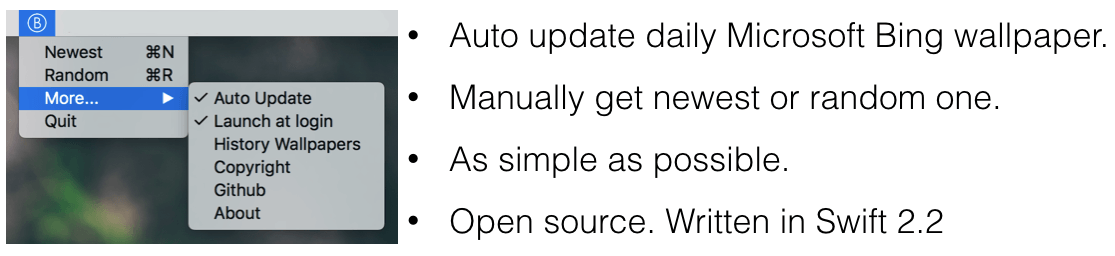 Ⓑ
Newest ⌘N
Random ⌘R
More... ▶
Quit
✓ Auto Update
✓ Launch at login
History Wallpapers
Copyright
Github
About
• Auto update daily Microsoft Bing wallpaper.
• Manually get newest or random one.
• As simple as possible.
• Open source. Written in Swift 2.2